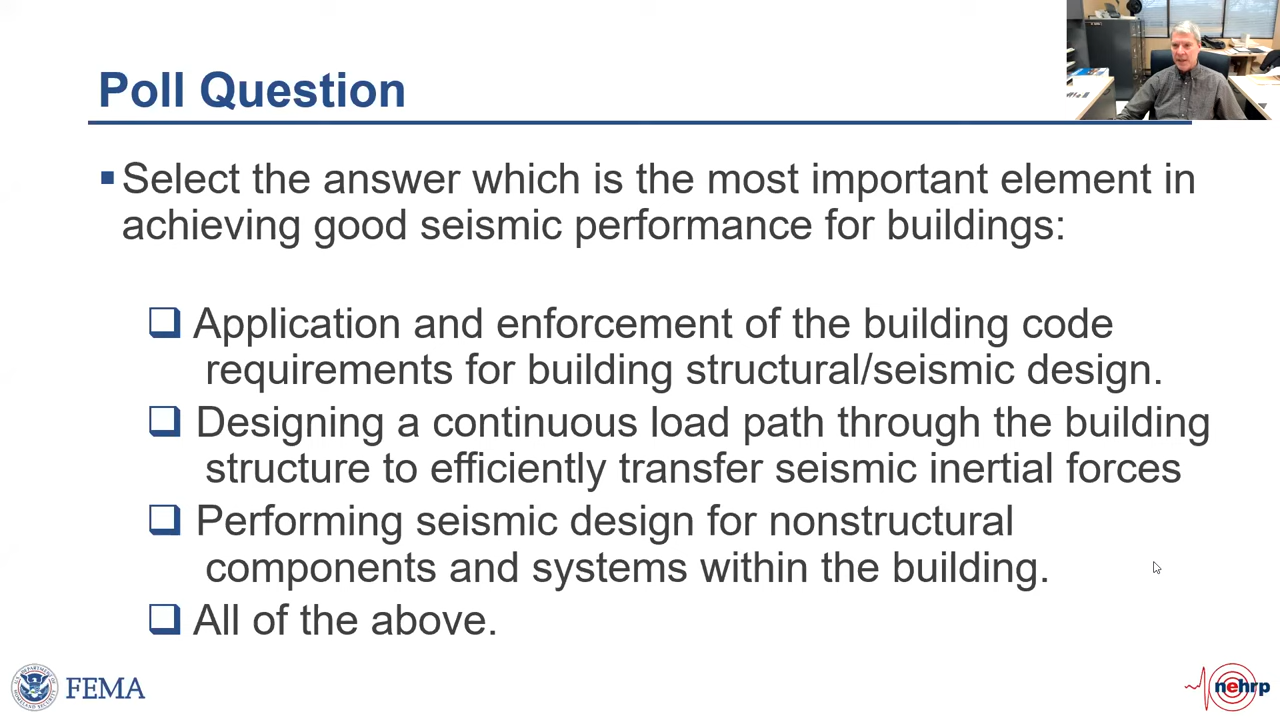 Poll Question
Select the answer which is the most important element in
achieving good seismic performance for buildings:
Application and enforcement of the building code
requirements for building structural/seismic design.
Designing a continuous load path through the building
structure to efficiently transfer seismic inertial forces
Performing seismic design for nonstructural
components and systems within the building.
All of the above.
FEMA
nehrp